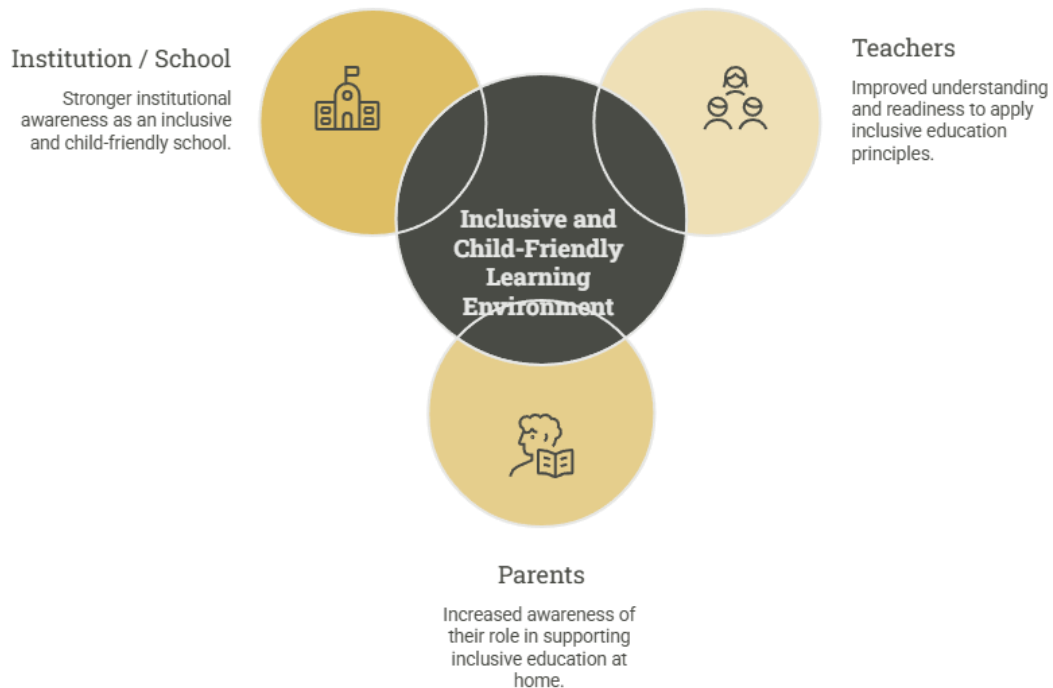 Institution / School
Stronger institutional
awareness as an inclusive
and child-friendly school.
Teachers
Improved understanding
and readiness to apply
inclusive education
principles.
Inclusive and
Child-Friendly
Learning
Environment
Parents
Increased awareness of
their role in supporting
inclusive education at
home.